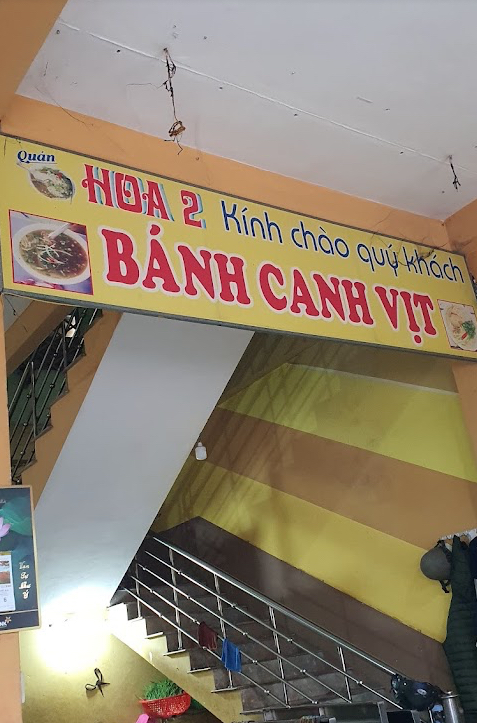 Quán
HOA 2 Kính chào quý khách
BÁNH CANH VỊT